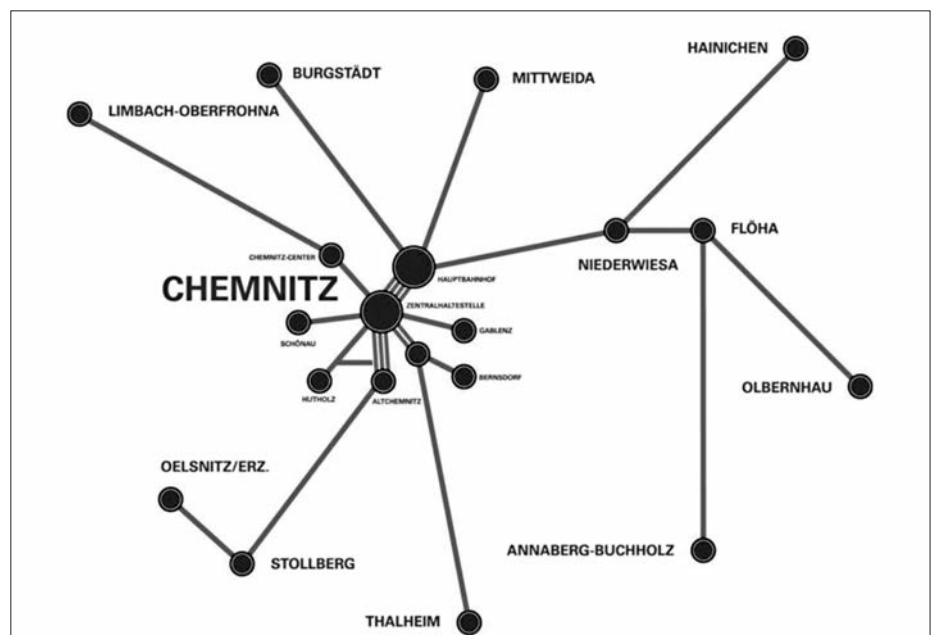 HAINICHEN
BURGSTÄDT
MITTWEIDA
LIMBACH-OBERFROHNA
FLÖHA
CHEMNITZ-CENTER
NIEDERWIESA
HAUPTBAHNHOF
CHEMNITZ
ZENTRALHALTESTELLE
GABLENZ
SCHÖNAU
BERNSDORF
OLBERNHAU
HUTHOLZ
ALTCHEMNITZ
OELSNITZ/ERZ.
ANNABERG-BUCHHOLZ
STOLLBERG
THALHEIM